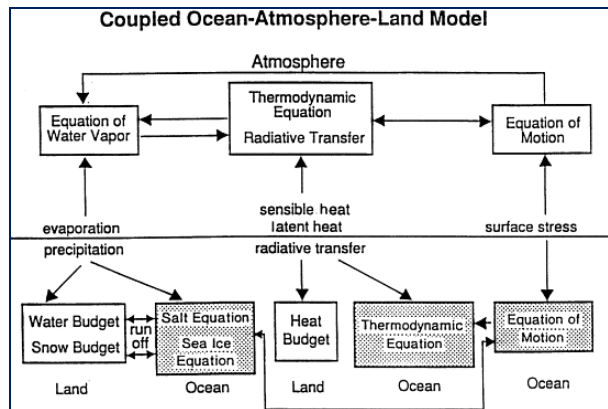 Coupled Ocean-Atmosphere-Land Model
Atmosphere
Equation of
Water Vapor
Thermodynamic
Equation
Radiative Transfer
Equation of
Motion
evaporation
precipitation
sensible heat
latent heat
radiative transfer
surface stress
Water Budget
Snow Budget
run
off
Salt Equation
Sea Ice
Equation
Heat
Budget
Thermodynamic
Equation
Equation of
Motion
Land
Ocean
Land
Ocean
Ocean